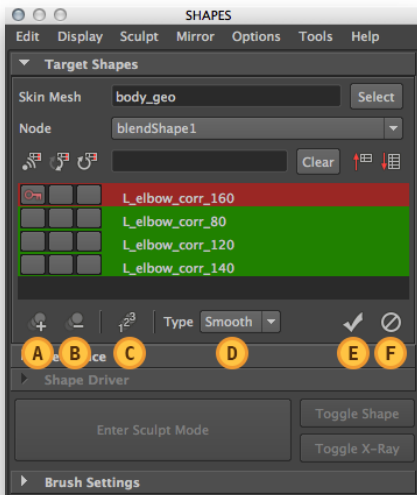 SHAPES
Edit Display Sculpt Mirror Options Tools Help
Target Shapes
Skin Mesh body_geo Select
Node blendShape1
Clear
L_elbow_corr_160
L_elbow_corr_80
L_elbow_corr_120
L_elbow_corr_140
123 Type Smooth
A B C D E F
Shape Driver
Enter Sculpt Mode Toggle Shape
Toggle X-Ray
Brush Settings